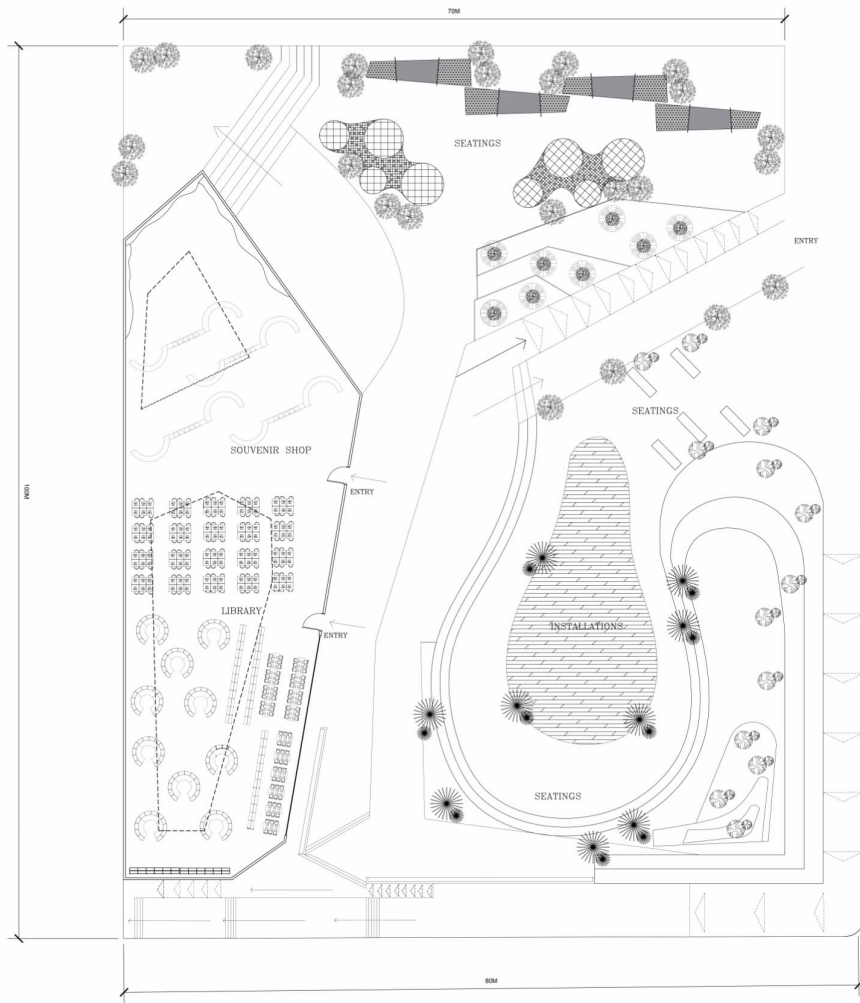 70M
SEATINGS
ENTRY
SEATINGS
SOUVENIR SHOP
100M
ENTRY
LIBRARY
INSTALLATIONS
ENTRY
SEATINGS
80M